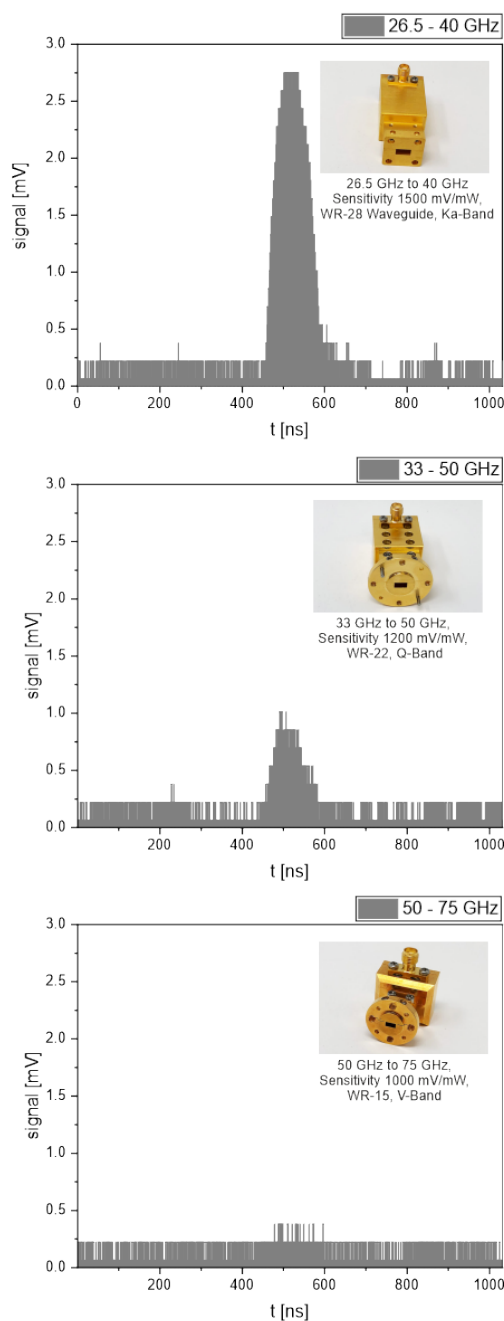 26.5 - 40 GHz
3.0
2.5
2.0
1.5
1.0
0.5
0.0
signal [mV]
26.5 GHz to 40 GHz
Sensitivity 1500 mV/mW,
WR-28 Waveguide, Ka-Band
0 200 400 600 800 1000
t [ns]
33 - 50 GHz
3.0
2.5
2.0
1.5
1.0
0.5
0.0
signal [mV]
33 GHz to 50 GHz,
Sensitivity 1200 mV/mW,
WR-22, Q-Band
200 400 600 800 1000
t [ns]
50 - 75 GHz
3.0
2.5
2.0
1.5
1.0
0.5
0.0
signal [mV]
50 GHz to 75 GHz,
Sensitivity 1000 mV/mW,
WR-15, V-Band
200 400 600 800 1000
t [ns]